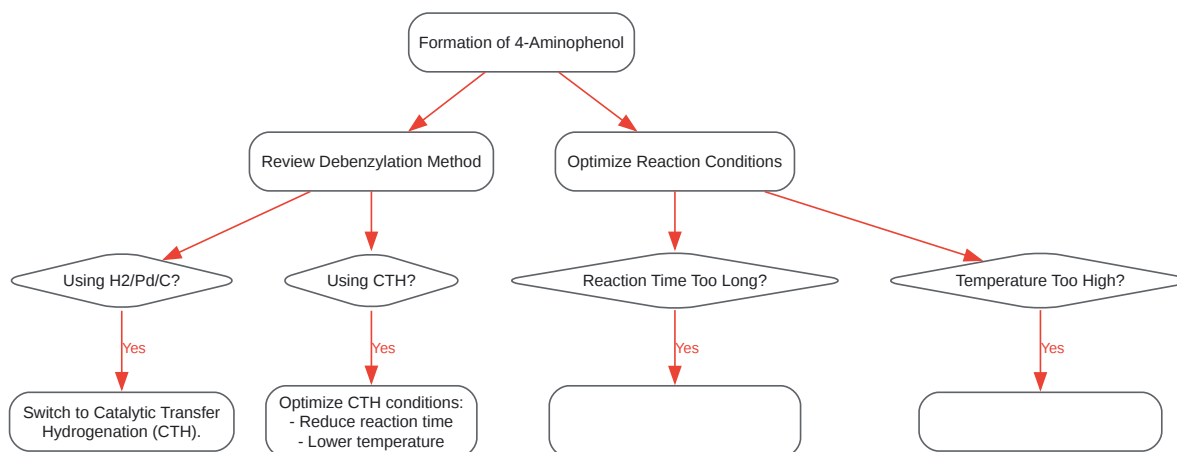 Formation of 4-Aminophenol
Review Debenzylation Method
Optimize Reaction Conditions
Using H2/Pd/C?
Using CTH?
Reaction Time Too Long?
Temperature Too High?
Yes
Yes
Yes
Yes
Switch to Catalytic Transfer
Hydrogenation (CTH).
Optimize CTH conditions:
- Reduce reaction time
- Lower temperature